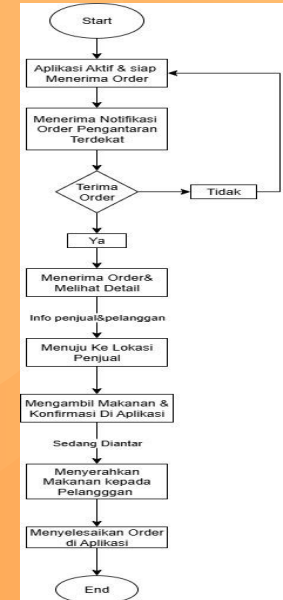 Start
Aplikasi Aktif & siap
Menerima Order
Menerima Notifikasi
Order Pengantaran
Terdekat
Terima
Order
Tidak
Ya
Menerima Order&
Melihat Detail
Info penjual&pelanggan
Menuju Ke Lokasi
Penjual
Mengambil Makanan &
Konfirmasi Di Aplikasi
Sedang Diantar
Menyerahkan
Makanan kepada
Pelangggan
Menyelesaikan Order
di Aplikasi
End